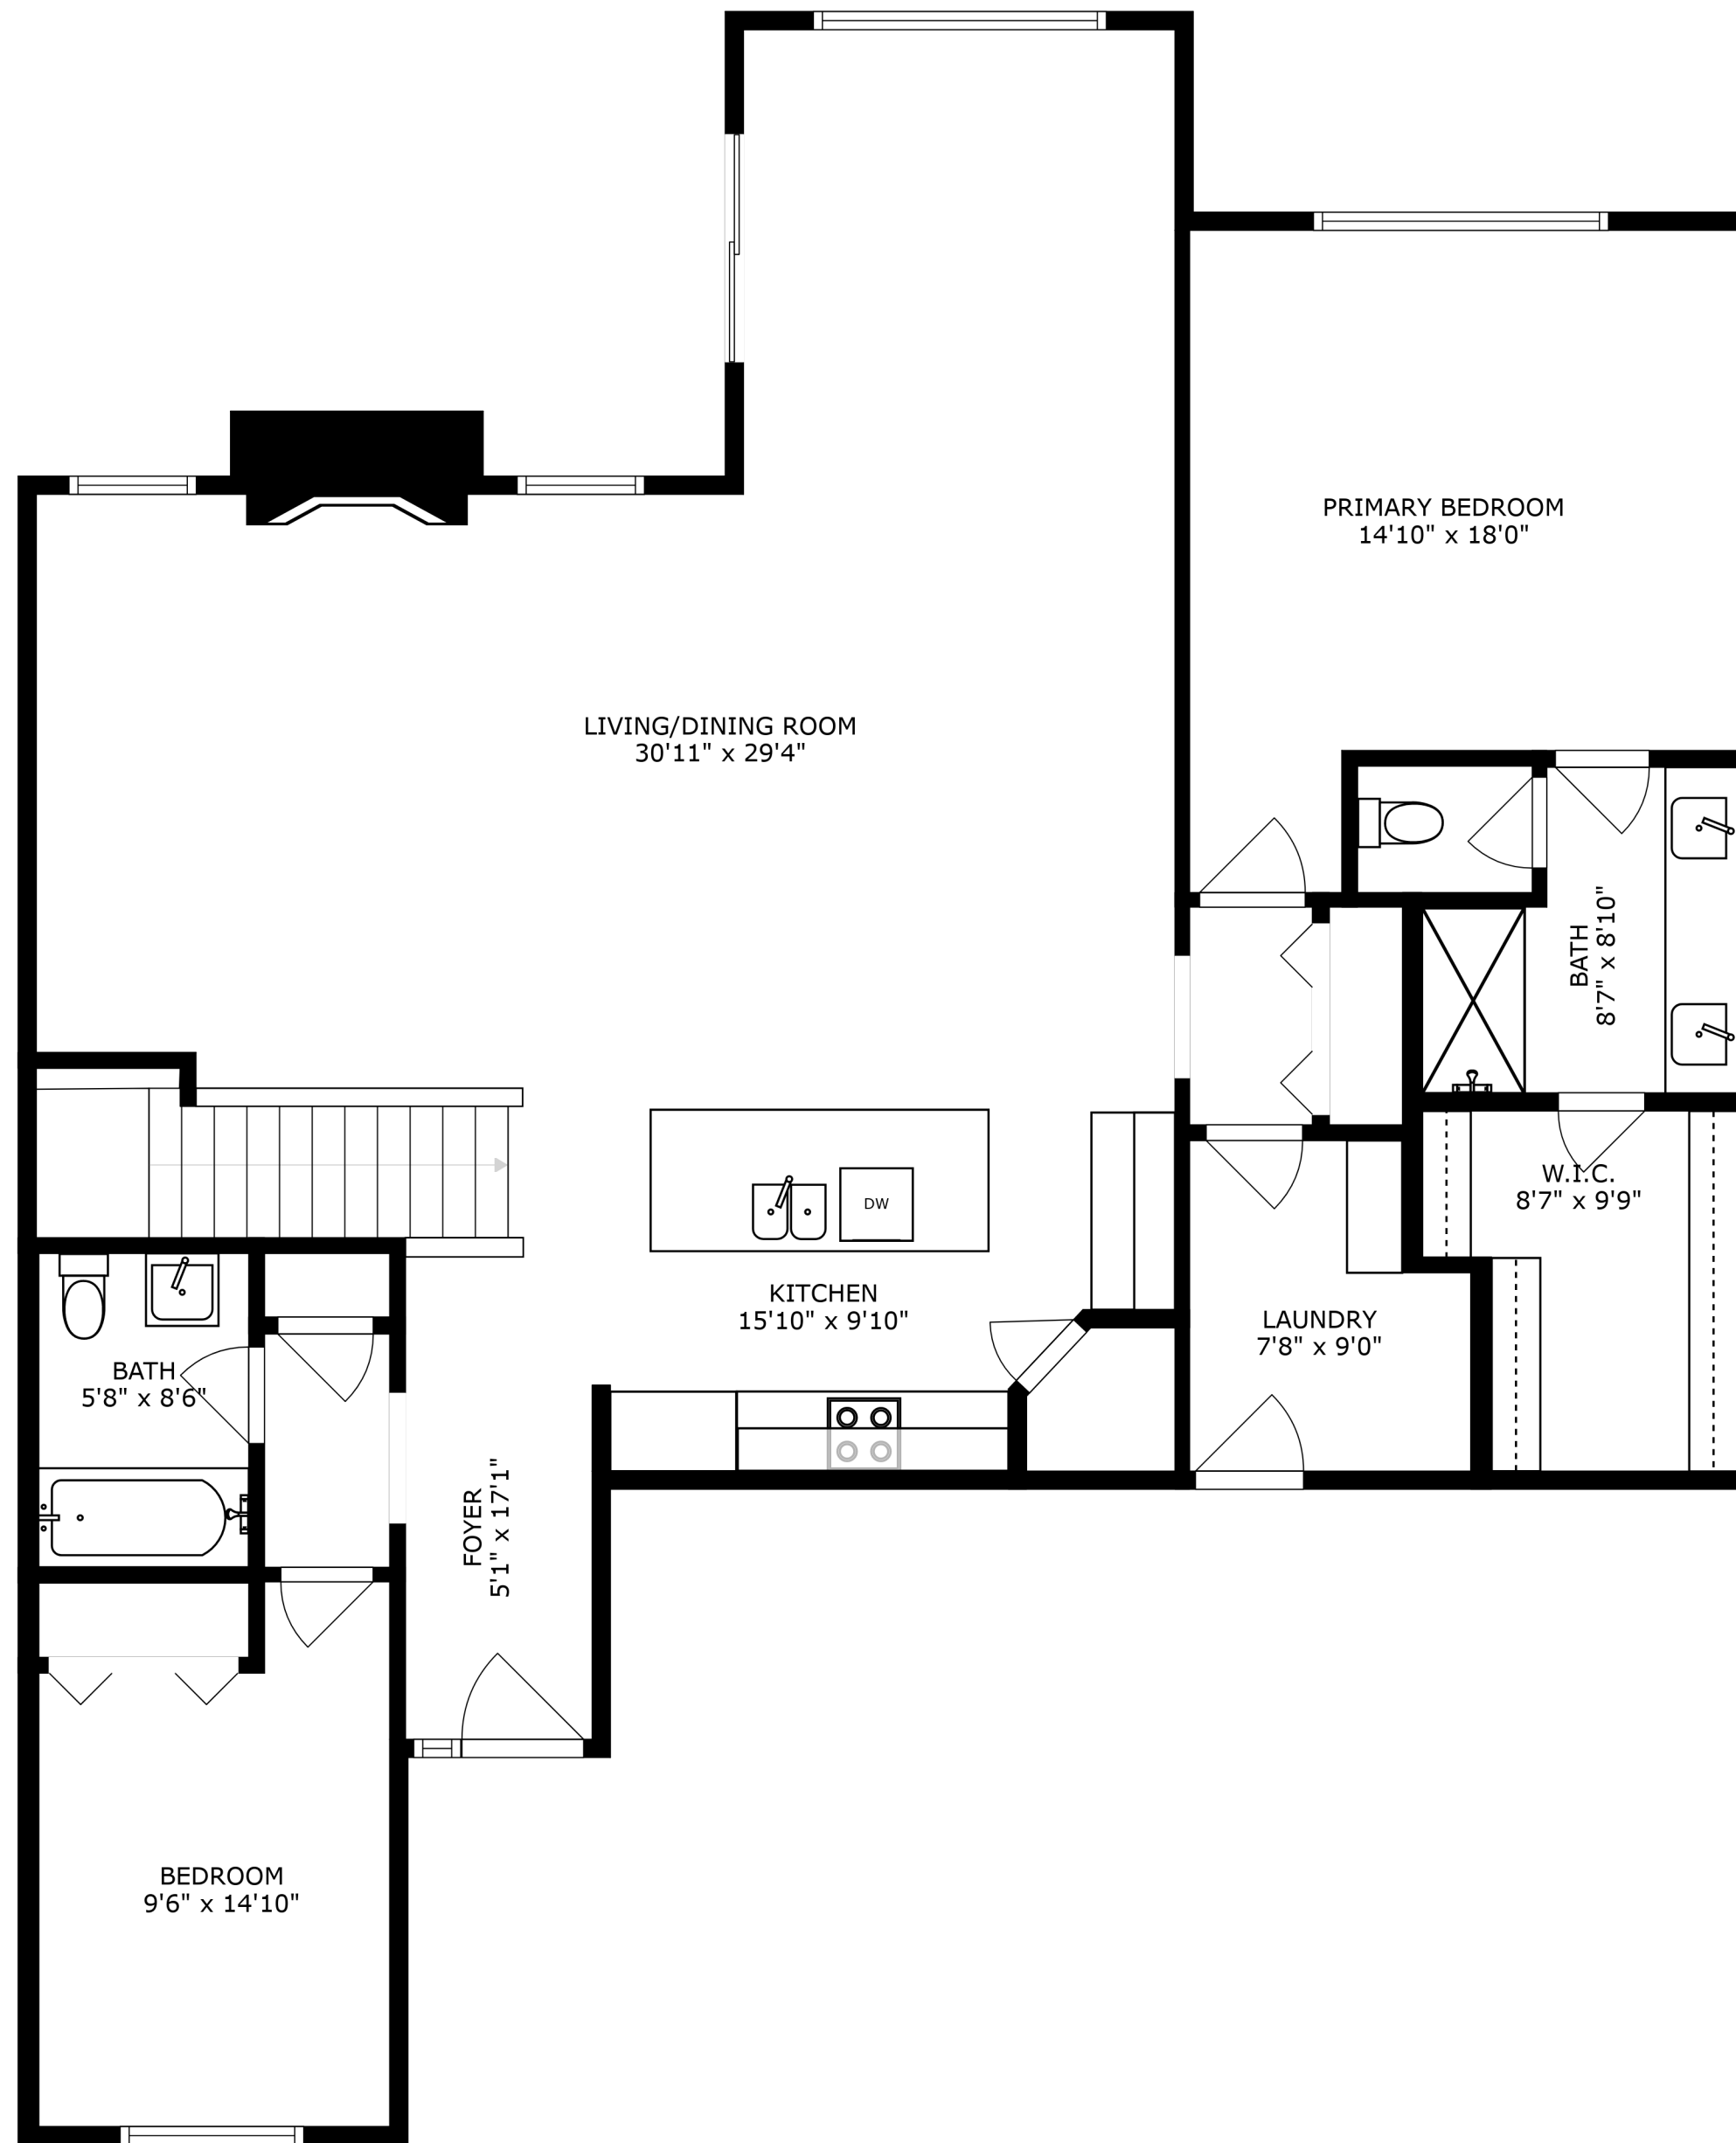 PRIMARY BEDROOM
14'10" x 18'0"
LIVING/DINING ROOM
30'11" x 29'4"
BATH
8'7" x 8'10"
W.I.C.
8'7" x 9'9"
DW
KITCHEN
15'10" x 9'10"
LAUNDRY
7'8" x 9'0"
BATH
5'8" x 8'6"
FOYER
5'1" x 17'1"
BEDROOM
9'6" x 14'10"